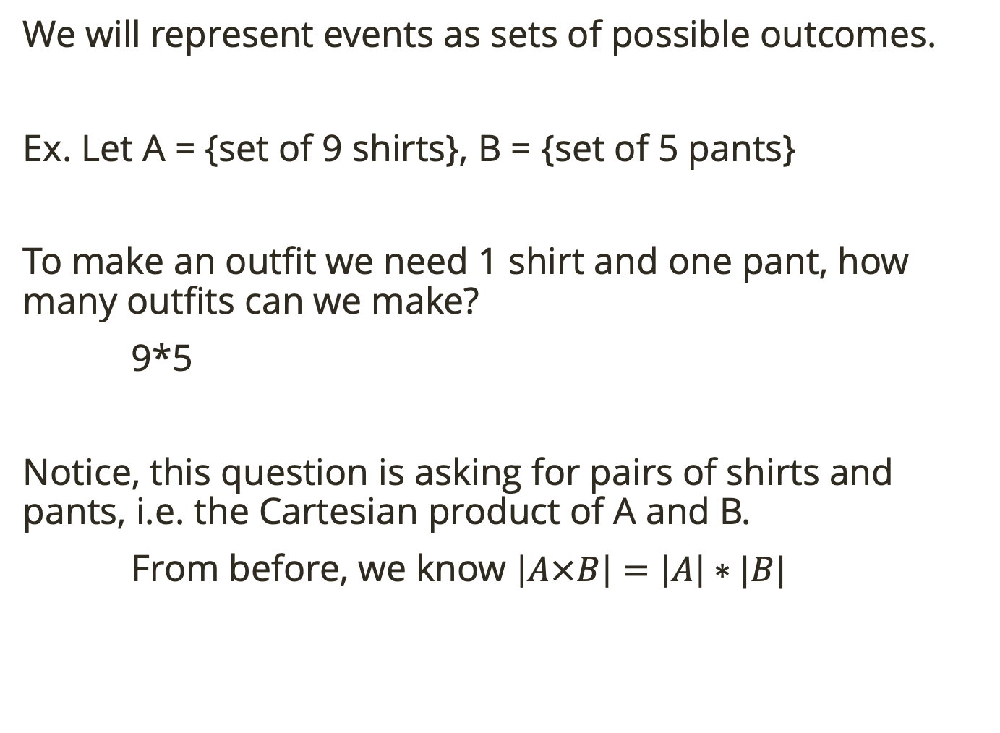 We will represent events as sets of possible outcomes.
Ex. Let A = {set of 9 shirts}, B = {set of 5 pants}
To make an outfit we need 1 shirt and one pant, how
many outfits can we make?
9*5
Notice, this question is asking for pairs of shirts and
pants, i.e. the Cartesian product of A and B.
From before, we know |A×B| = |A| ∗ |B|